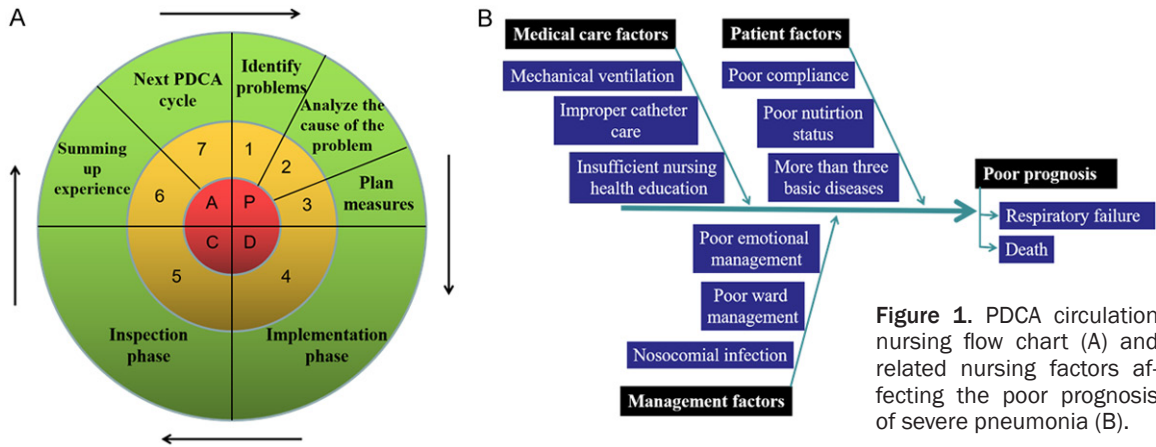 A
Next PDCA
cycle
Identify
problems
Analyze the
cause of the
problem
Plan
measures
Summing
up
experience
7
1
2
3
6
A
P
C
D
5
4
Inspection
phase
Implementation
phase
B
Medical care factors
Patient factors
Mechanical ventilation
Improper catheter
care
Insufficient nursing
health education
Poor compliance
Poor nutirtion
status
More than three
basic diseases
Poor prognosis
Respiratory failure
Death
Poor emotional
management
Poor ward
management
Nosocomial infection
Management factors
Figure 1. PDCA circulation
nursing flow chart (A) and
related nursing factors af-
fecting the poor prognosis
of severe pneumonia (B).